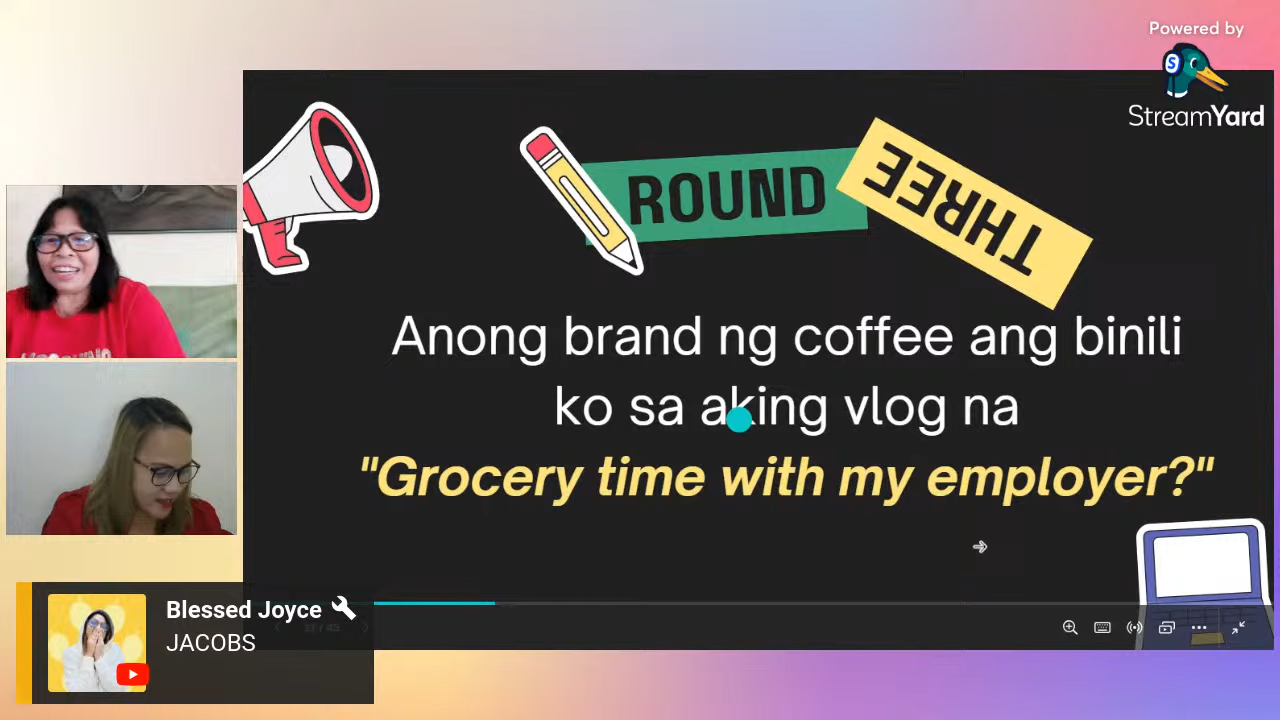 Powered by
StreamYard
ROUND
THREE
Anong brand ng coffee ang binili
ko sa aking vlog na
"Grocery time with my employer?"
Blessed Joyce
JACOBS